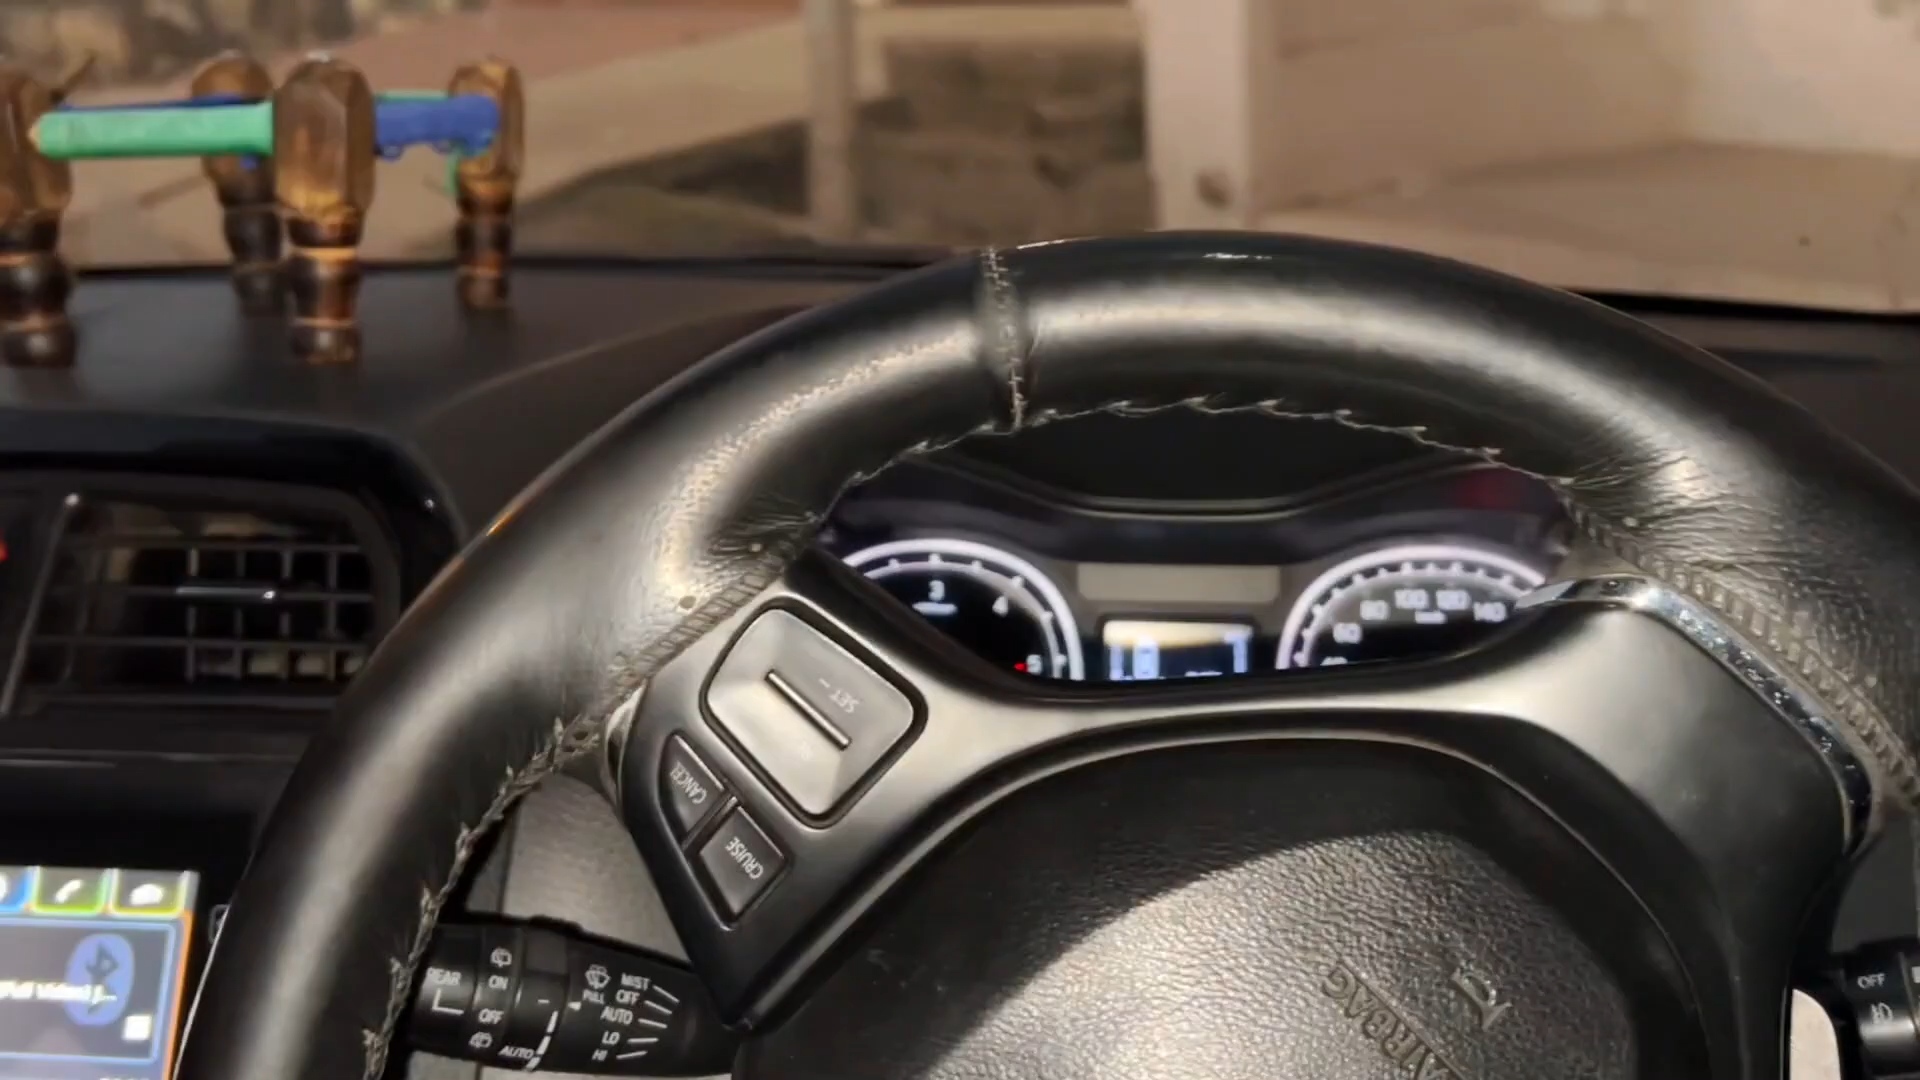 3
4
5
60
80
100
120
140
SET –
CANCEL
CRUISE
REAR
ON
OFF
AUTO
PULL
MIST
OFF
AUTO
LO
HI
AIRBAG
OFF